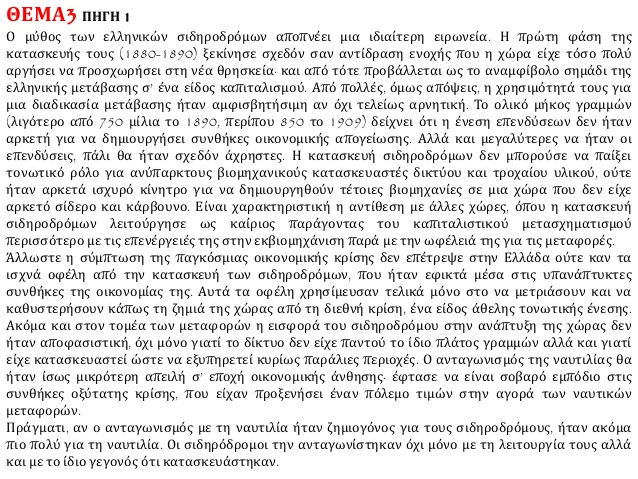 ΘΕΜΑ3 ΠΗΓΗ 1
Ο μύθος των ελληνικών σιδηροδρόμων αποπνέει μια ιδιαίτερη ειρωνεία. Η πρώτη φάση της
κατασκευής τους (1880-1890) ξεκίνησε σχεδόν σαν αντίδραση ενοχής που η χώρα είχε τόσο πολύ
αργήσει να προσχωρήσει στη νέα θρησκεία· και από τότε προβάλλεται ως το αναμφίβολο σημάδι της
ελληνικής μετάβασης σ' ένα είδος καπιταλισμού. Από πολλές, όμως απόψεις, η χρησιμότητά τους για
μια διαδικασία μετάβασης ήταν αμφισβητήσιμη αν όχι τελείως αρνητική. Το ολικό μήκος γραμμών
(λιγότερο από 750 μίλια το 1890, περίπου 850 το 1909) δείχνει ότι η ένεση επενδύσεων δεν ήταν
αρκετή για να δημιουργήσει συνθήκες οικονομικής απογείωσης. Αλλά και μεγαλύτερες να ήταν οι
επενδύσεις, πάλι θα ήταν σχεδόν άχρηστες. Η κατασκευή σιδηροδρόμων δεν μπορούσε να παίξει
τονωτικό ρόλο για ανύπαρκτους βιομηχανικούς κατασκευαστές δικτύου και τροχαίου υλικού, ούτε
ήταν αρκετά ισχυρό κίνητρο για να δημιουργηθούν τέτοιες βιομηχανίες σε μια χώρα που δεν είχε
αρκετό σίδερο και κάρβουνο. Είναι χαρακτηριστική η αντίθεση με άλλες χώρες, όπου η κατασκευή
σιδηροδρόμων λειτούργησε ως καίριος παράγοντας του καπιταλιστικού μετασχηματισμού
περισσότερο με τις επενέργειές της στην εκβιομηχάνιση παρά με την ωφέλειά της για τις μεταφορές.
Άλλωστε η σύμπτωση της παγκόσμιας οικονομικής κρίσης δεν επέτρεψε στην Ελλάδα ούτε καν τα
ισχνά οφέλη από την κατασκευή των σιδηροδρόμων, που ήταν εφικτά μέσα στις υπανάπτυκτες
συνθήκες της οικονομίας της. Αυτά τα οφέλη χρησίμευσαν τελικά μόνο στο να μετριάσουν και να
καθυστερήσουν κάπως τη ζημιά της χώρας από τη διεθνή κρίση, ένα είδος άθελης τονωτικής ένεσης.
Ακόμα και στον τομέα των μεταφορών η εισφορά του σιδηροδρόμου στην ανάπτυξη της χώρας δεν
ήταν αποφασιστική, όχι μόνο γιατί το δίκτυο δεν είχε παντού το ίδιο πλάτος γραμμών αλλά και γιατί
είχε κατασκευαστεί ώστε να εξυπηρετεί κυρίως παράλιες περιοχές. Ο ανταγωνισμός της ναυτιλίας θα
ήταν ίσως μικρότερη απειλή σ' εποχή οικονομικής άνθησης· έφτασε να είναι σοβαρό εμπόδιο στις
συνθήκες οξύτατης κρίσης, που είχαν προξενήσει έναν πόλεμο τιμών στην αγορά των ναυτικών
μεταφορών.
Πράγματι, αν ο ανταγωνισμός με τη ναυτιλία ήταν ζημιογόνος για τους σιδηροδρόμους, ήταν ακόμα
πιο πολύ για τη ναυτιλία. Οι σιδηρόδρομοι την ανταγωνίστηκαν όχι μόνο με τη λειτουργία τους αλλά
και με το ίδιο γεγονός ότι κατασκευάστηκαν.